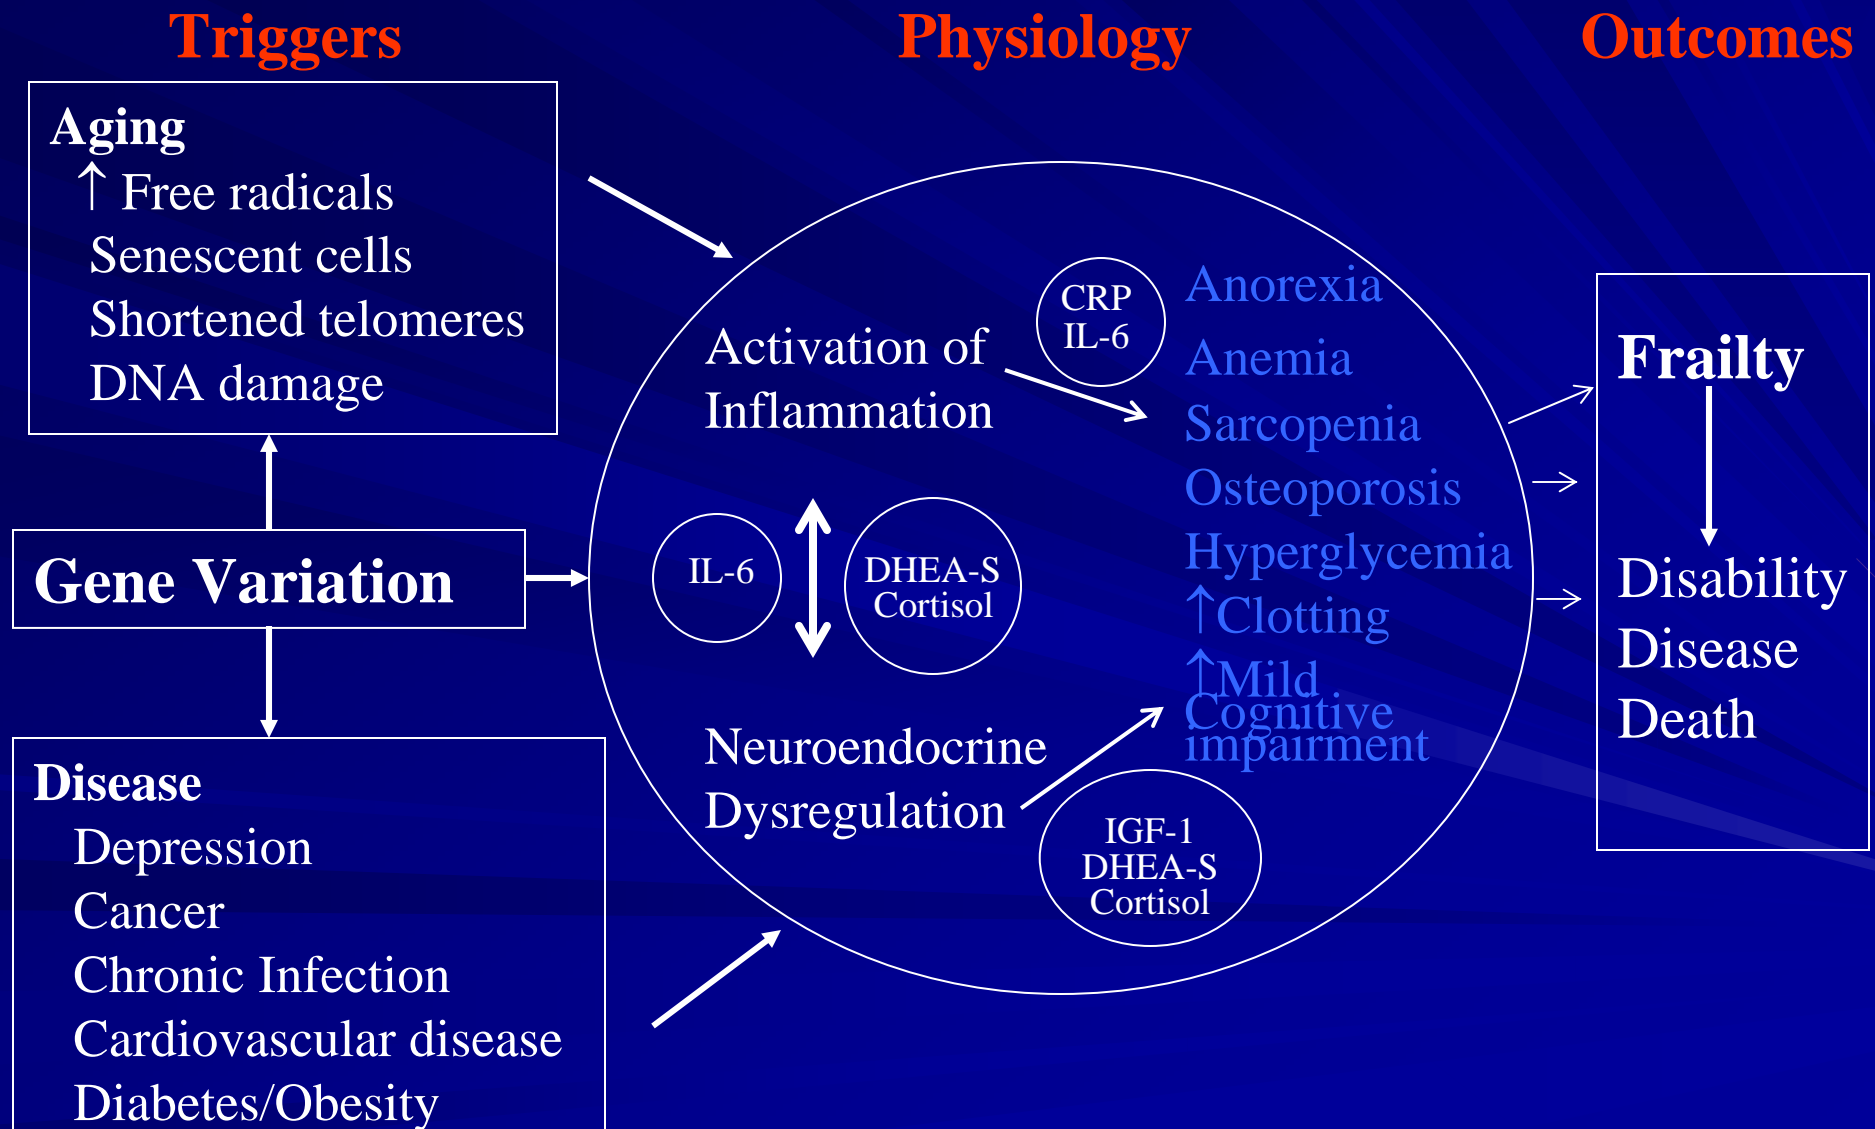 Triggers
Physiology
Outcomes
Aging
↑ Free radicals
Senescent cells
Shortened telomeres
DNA damage
Gene Variation
Disease
Depression
Cancer
Chronic Infection
Cardiovascular disease
Diabetes/Obesity
Activation of
Inflammation
CRP
IL-6
IL-6
DHEA-S
Cortisol
Neuroendocrine
Dysregulation
IGF-1
DHEA-S
Cortisol
Anorexia
Anemia
Sarcopenia
Osteoporosis
Hyperglycemia
↑Clotting
↑Mild
Cognitive
impairment
Frailty
Disability
Disease
Death